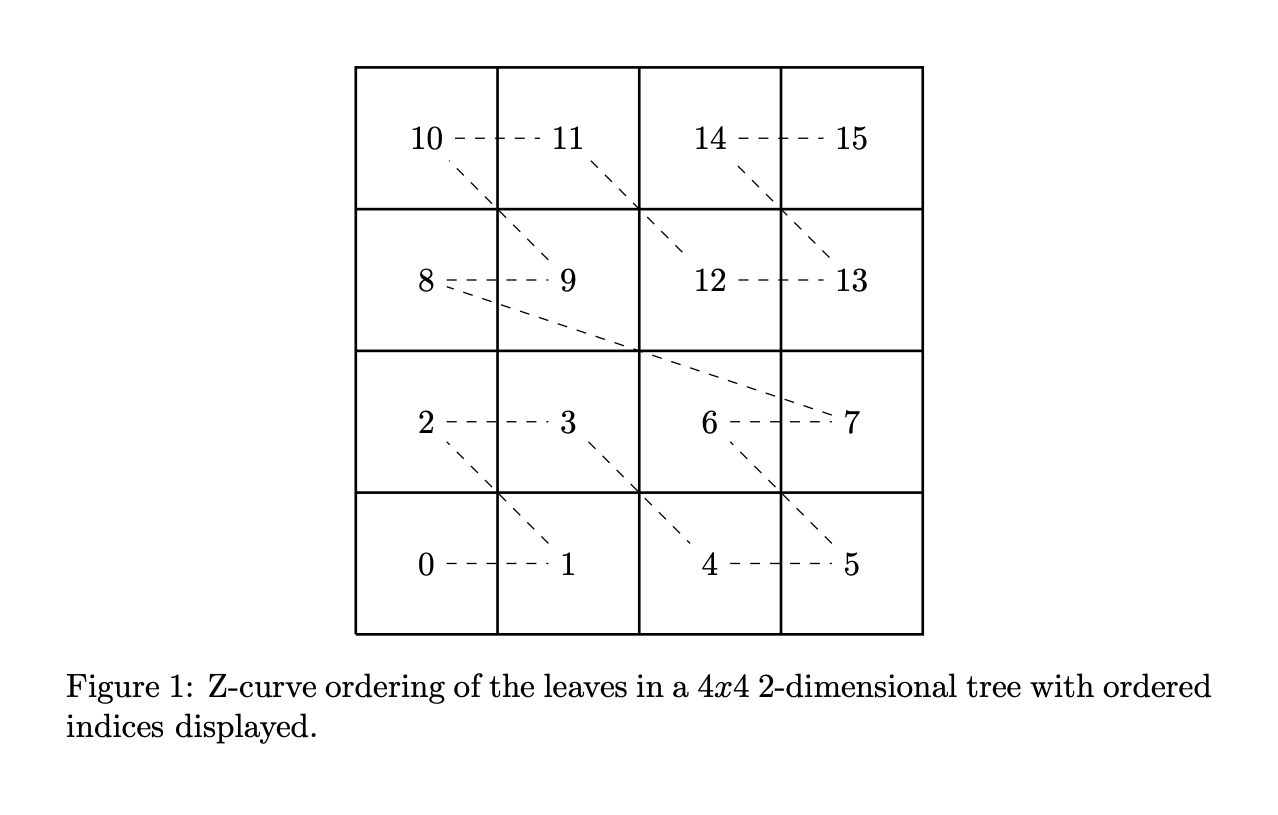 10 11 14 15
8 9 12 13
2 3 6 7
0 1 4 5
Figure 1: Z-curve ordering of the leaves in a 4x4 2-dimensional tree with ordered
indices displayed.